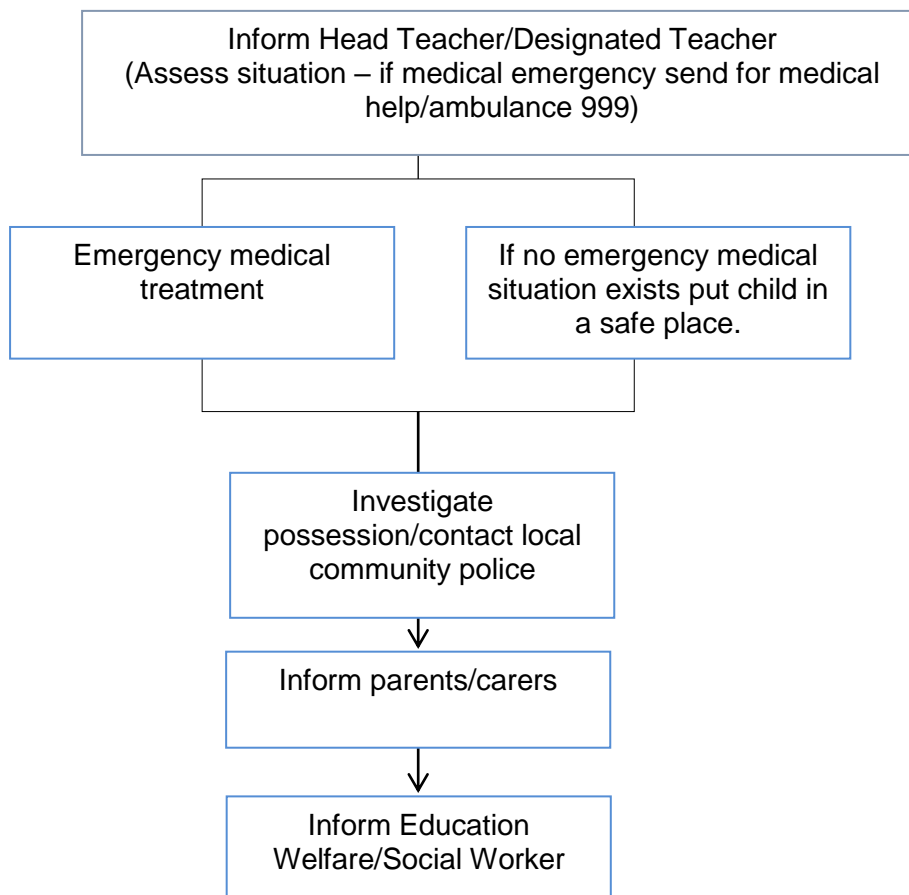 Inform Head Teacher/Designated Teacher
(Assess situation – if medical emergency send for medical
help/ambulance 999)
Emergency medical
treatment
If no emergency medical
situation exists put child in
a safe place.
Investigate
possession/contact local
community police
Inform parents/carers
Inform Education
Welfare/Social Worker